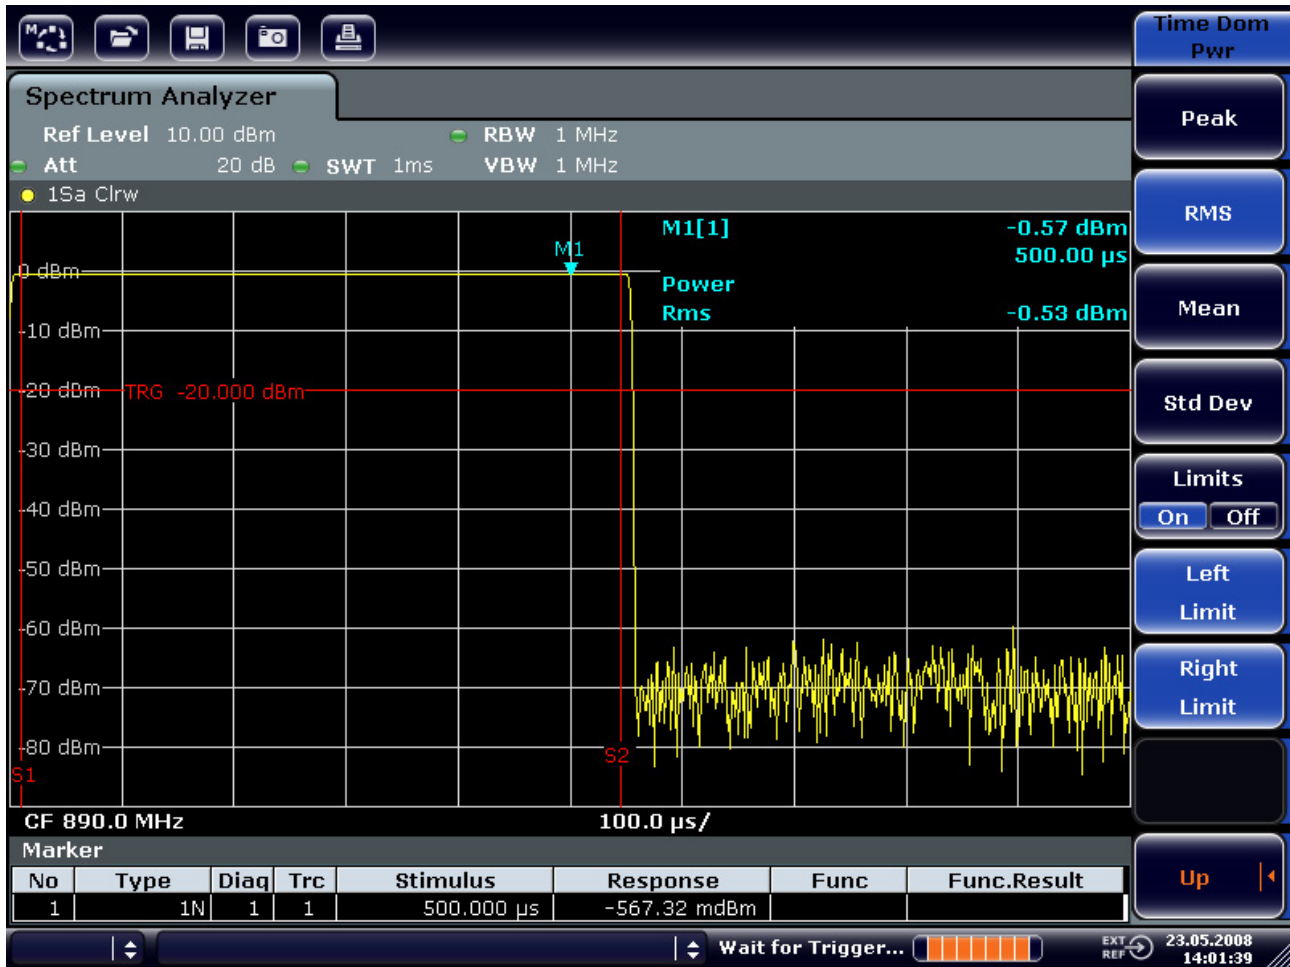 Time Dom
Pwr
Spectrum Analyzer
Ref Level 10.00 dBm RBW 1 MHz
Att 20 dB SWT 1ms VBW 1 MHz
1Sa Clrw
M1[1] -0.57 dBm
500.00 µs
M1
0 dBm
Power
Rms -0.53 dBm
-10 dBm
-20 dBm TRG -20.000 dBm
-30 dBm
-40 dBm
-50 dBm
-60 dBm
-70 dBm
-80 dBm
S1
S2
CF 890.0 MHz 100.0 µs/
Marker
No Type Diag Trc Stimulus Response Func Func.Result
1 1N 1 1 500.000 µs -567.32 mdBm
Peak
RMS
Mean
Std Dev
Limits
On Off
Left
Limit
Right
Limit
Up
Wait for Trigger...
EXT
REF
23.05.2008
14:01:39